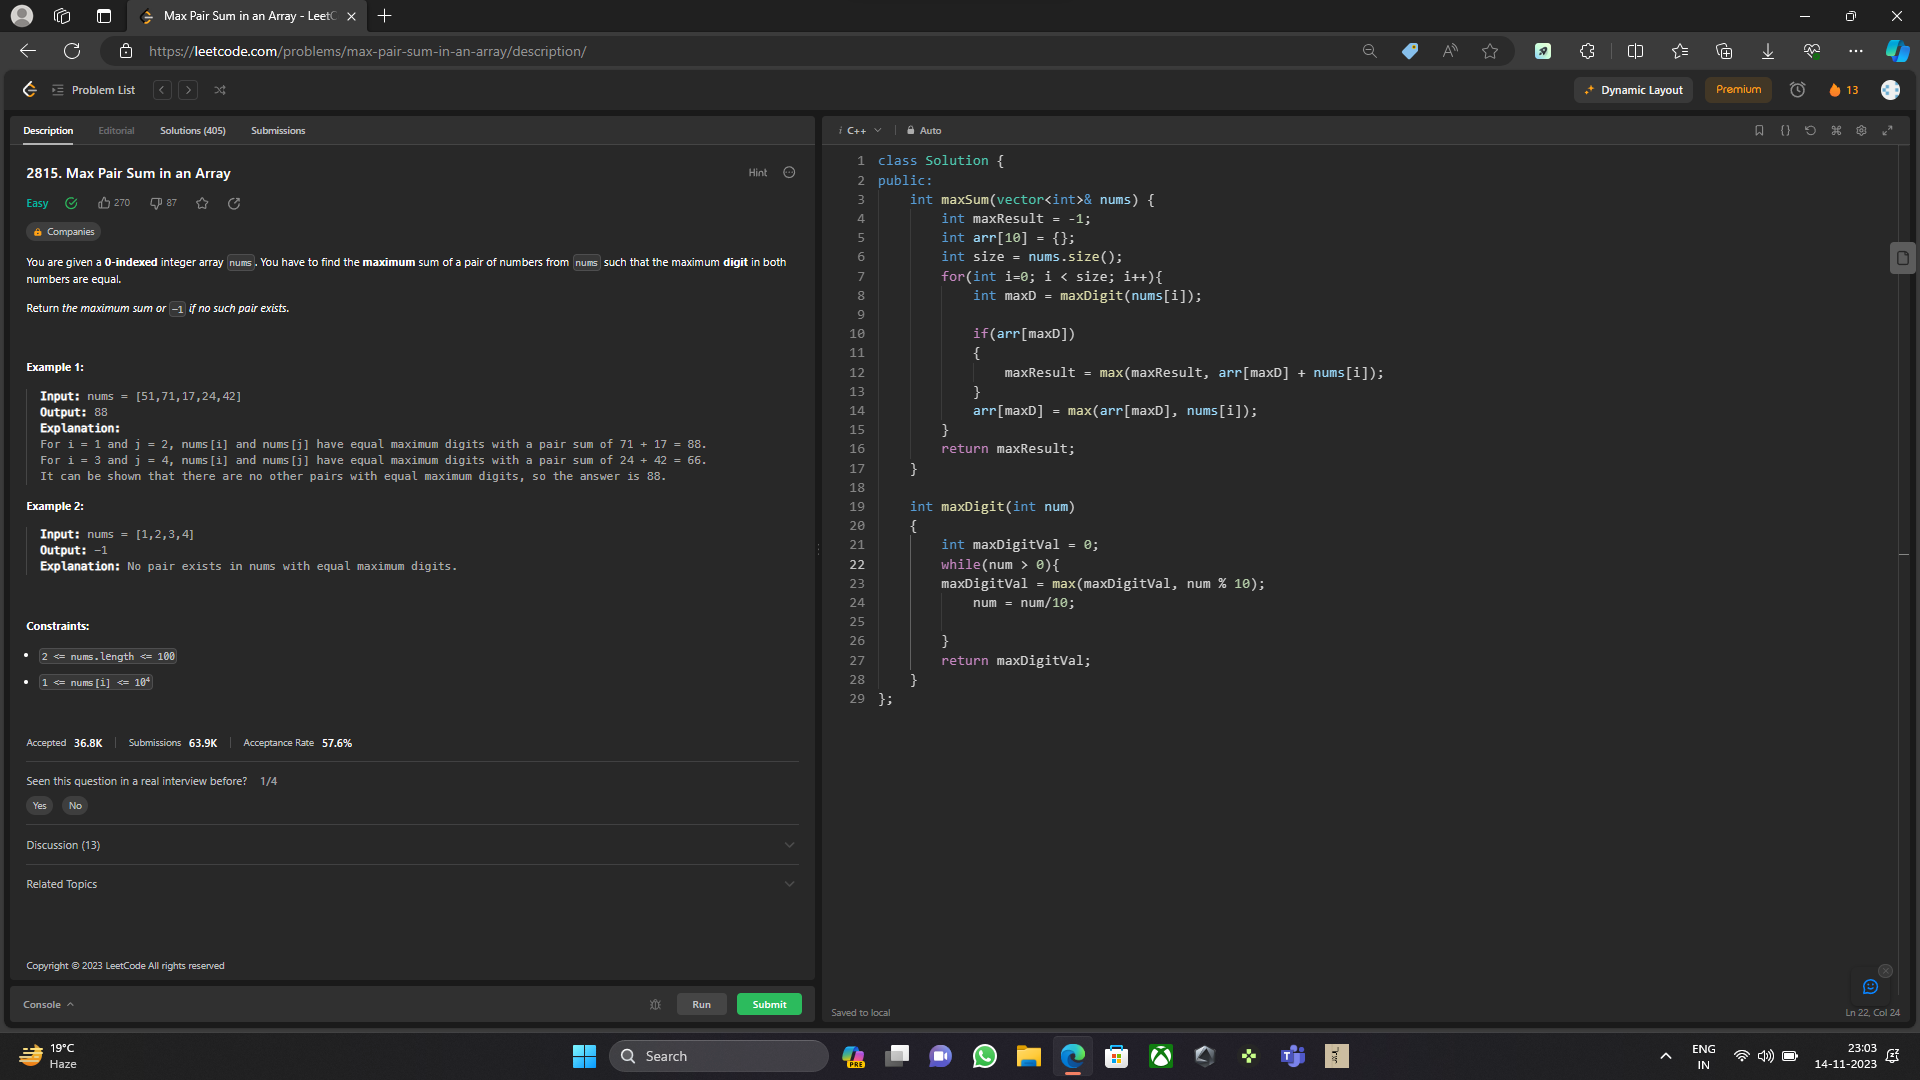 Max Pair Sum in an Array - LeetC
https://leetcode.com/problems/max-pair-sum-in-an-array/description/
Problem List
Dynamic Layout
Premium
13
Description Editorial Solutions (405) Submissions
2815. Max Pair Sum in an Array
Hint
Easy 270 87
Companies
You are given a 0-indexed integer array nums. You have to find the maximum sum of a pair of numbers from nums such that the maximum digit in both
numbers are equal.
Return the maximum sum or -1 if no such pair exists.
Example 1:
Input: nums = [51,71,17,24,42]
Output: 88
Explanation:
For i = 1 and j = 2, nums[i] and nums[j] have equal maximum digits with a pair sum of 71 + 17 = 88.
For i = 3 and j = 4, nums[i] and nums[j] have equal maximum digits with a pair sum of 24 + 42 = 66.
It can be shown that there are no other pairs with equal maximum digits, so the answer is 88.
Example 2:
Input: nums = [1,2,3,4]
Output: -1
Explanation: No pair exists in nums with equal maximum digits.
Constraints:
• 2 <= nums.length <= 100
• 1 <= nums[i] <= 10⁴
Accepted 36.8K Submissions 63.9K Acceptance Rate 57.6%
Seen this question in a real interview before? 1/4
Yes No
Discussion (13)
Related Topics
Copyright © 2023 LeetCode All rights reserved
Console
Run
Submit
i C++ Auto
1 class Solution {
2 public:
3 int maxSum(vector<int>& nums) {
4 int maxResult = -1;
5 int arr[10] = {};
6 int size = nums.size();
7 for(int i=0; i < size; i++){
8 int maxD = maxDigit(nums[i]);
9
10 if(arr[maxD])
11 {
12 maxResult = max(maxResult, arr[maxD] + nums[i]);
13 }
14 arr[maxD] = max(arr[maxD], nums[i]);
15 }
16 return maxResult;
17 }
18
19 int maxDigit(int num)
20 {
21 int maxDigitVal = 0;
22 while(num > 0){
23 maxDigitVal = max(maxDigitVal, num % 10);
24 num = num/10;
25
26 }
27 return maxDigitVal;
28 }
29 };
Saved to local
Ln 22, Col 24
19°C
Haze
Search
PRE
ENG
IN
23:03
14-11-2023